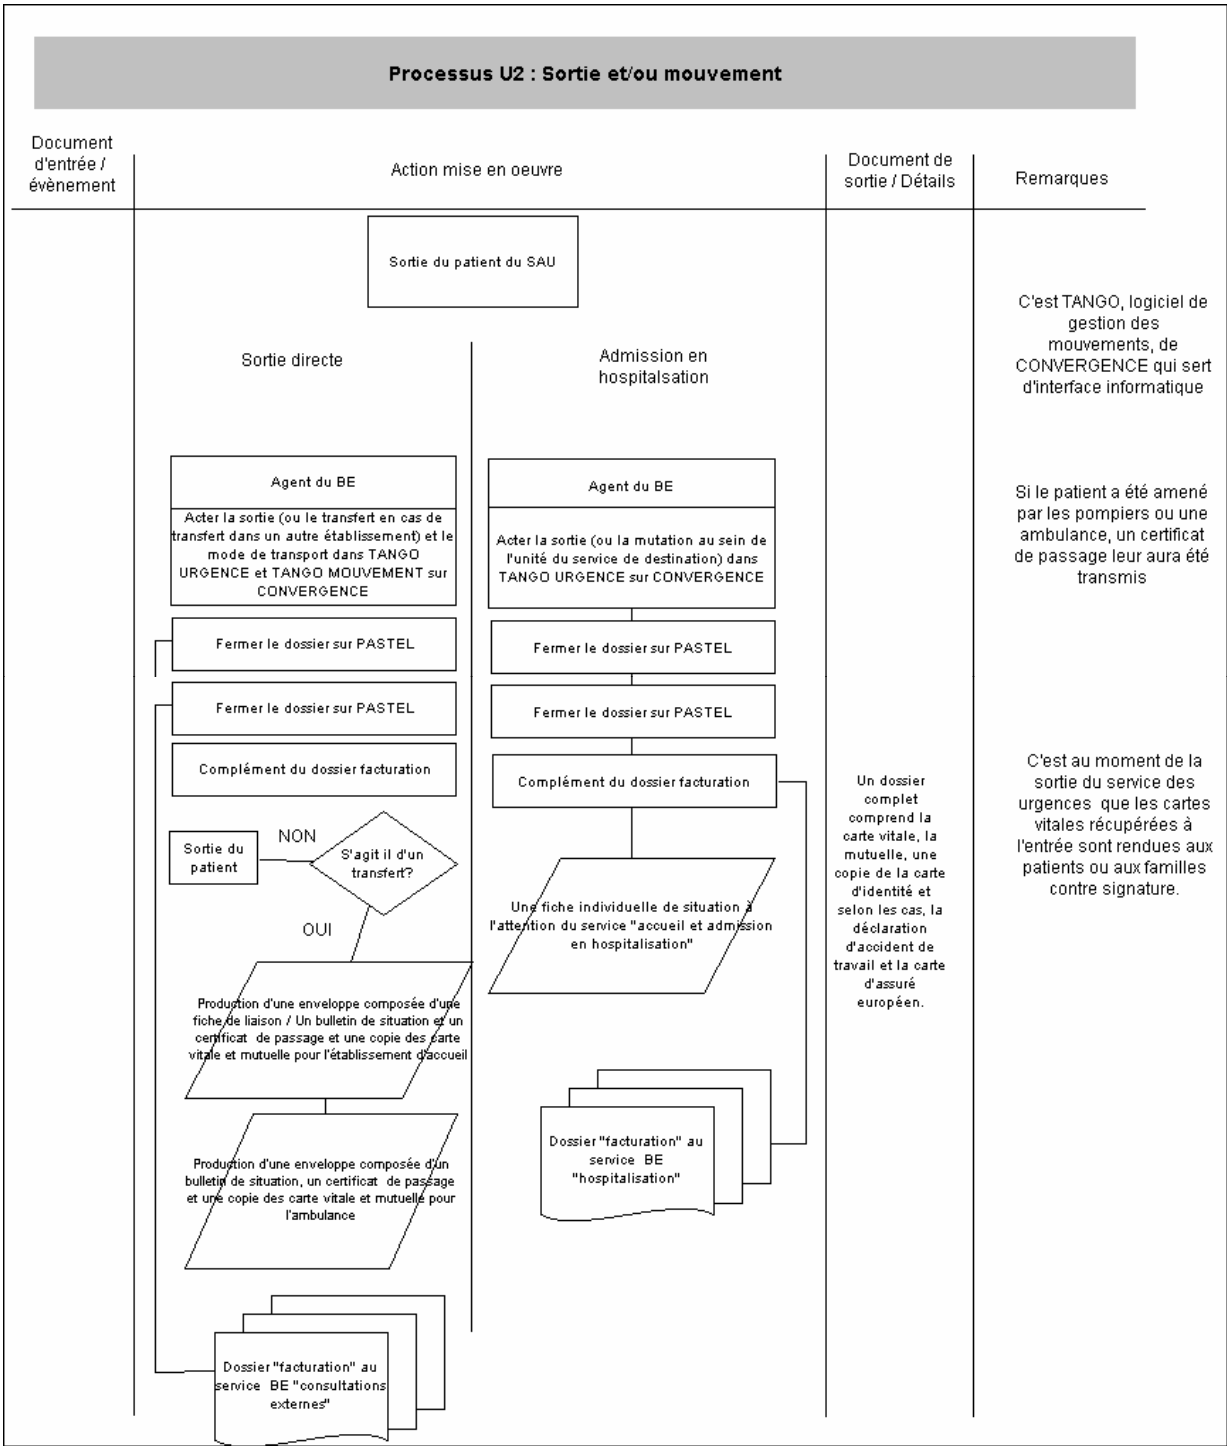 Processus U2 : Sortie et/ou mouvement
Document
d'entrée /
évènement
Action mise en oeuvre
Document de
sortie / Détails
Remarques
Sortie du patient du SAU
C'est TANGO, logiciel de
gestion des
mouvements, de
CONVERGENCE qui sert
d'interface informatique
Sortie directe
Admission en
hospitalsation
Agent du BE
Acter la sortie (ou le transfert en cas de
transfert dans un autre établissement) et le
mode de transport dans TANGO
URGENCE et TANGO MOUVEMENT sur
CONVERGENCE
Agent du BE
Acter la sortie (ou la mutation au sein de
l'unité du service de destination) dans
TANGO URGENCE sur CONVERGENCE
Si le patient a été amené
par les pompiers ou une
ambulance, un certificat
de passage leur aura été
transmis
Fermer le dossier sur PASTEL
Fermer le dossier sur PASTEL
Fermer le dossier sur PASTEL
Fermer le dossier sur PASTEL
Complément du dossier facturation
Complément du dossier facturation
Un dossier
complet
comprend la
carte vitale, la
mutuelle, une
copie de la carte
d'identité et
selon les cas, la
déclaration
d'accident de
travail et la carte
d'assuré
européen.
C'est au moment de la
sortie du service des
urgences que les cartes
vitales récupérées à
l'entrée sont rendues aux
patients ou aux familles
contre signature.
Sortie du
patient
NON
S'agit il d'un
transfert?
OUI
Une fiche individuelle de situation à
l'attention du service "accueil et admission
en hospitalisation"
Production d'une enveloppe composée d'une
fiche de liaison / Un bulletin de situation et un
certificat de passage et une copie des carte
vitale et mutuelle pour l'établissement d'accueil
Production d'une enveloppe composée d'un
bulletin de situation, un certificat de passage
et une copie des carte vitale et mutuelle pour
l'ambulance
Dossier "facturation" au
service BE
"hospitalisation"
Dossier "facturation" au
service BE "consultations
externes"